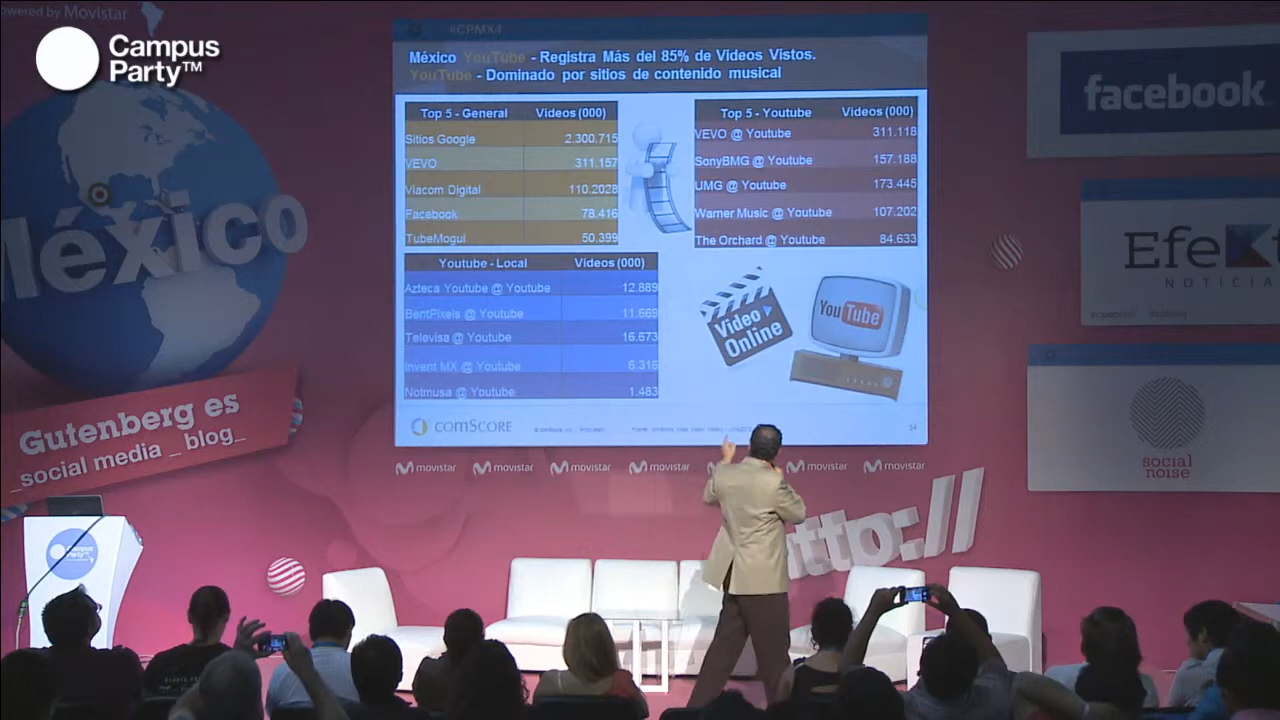 powered by Movistar
Campus
Party™
México
Gutenberg es
_social media _ blog_
Campus
Party
#CPMX4
México YouTube - Registra Más del 85% de Videos Vistos.
YouTube - Dominado por sitios de contenido musical
Top 5 - General Videos (000)
Sitios Google 2.300.715
VEVO 311.157
Viacom Digital 110.2028
Facebook 78.416
TubeMogul 50.399
Top 5 - Youtube Videos (000)
VEVO @ Youtube 311.118
SonyBMG @ Youtube 157.188
UMG @ Youtube 173.445
Warner Music @ Youtube 107.202
The Orchard @ Youtube 84.633
Youtube - Local Videos (000)
Azteca Youtube @ Youtube 12.889
BentPixels @ Youtube 11.669
Televisa @ Youtube 16.673
Invent MX @ Youtube 6.316
Notmusa @ Youtube 1.483
Video
Online
YouTube
comSCORE
movistar movistar movistar movistar movistar movistar
http://
facebook
NOTICIA
social
noise